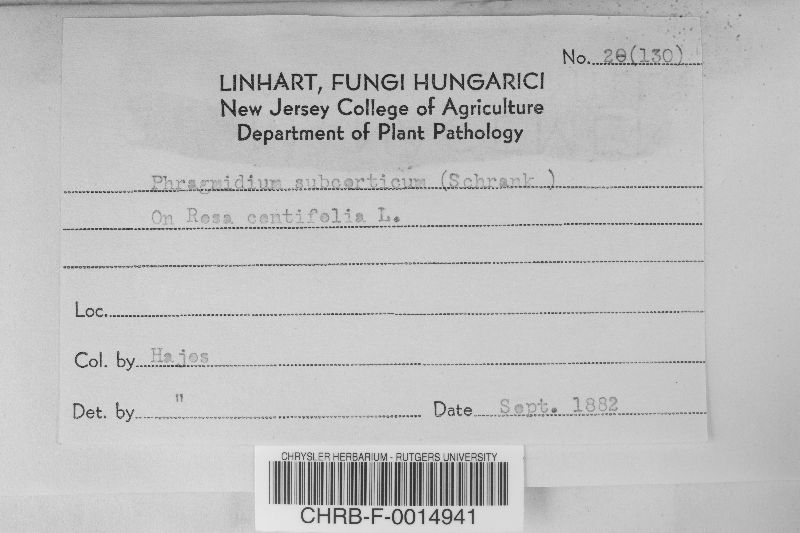 No. 20(130)
LINHART, FUNGI HUNGARICI
New Jersey College of Agriculture
Department of Plant Pathology
Phragmidium subcorticum (Schrank )
On Rosa centifolia L.
Loc.
Col. by Hajos
Det. by "
Date Sept. 1882
CHRYSLER HERBARIUM - RUTGERS UNIVERSITY
CHRB-F-0014941